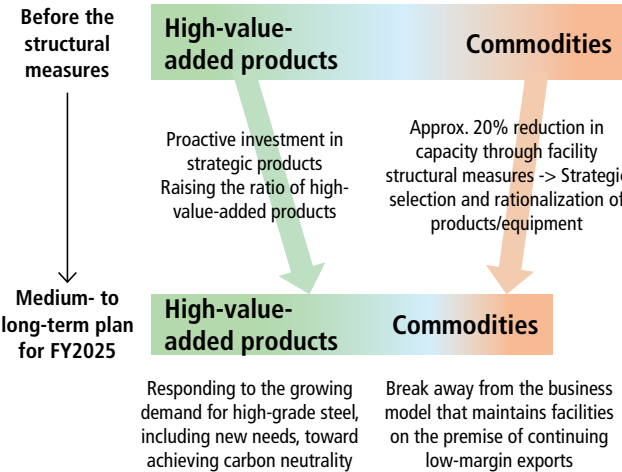 Before the
structural
measures
High-value-
added products
Commodities
Proactive investment in
strategic products
Raising the ratio of high-
value-added products
Approx. 20% reduction in
capacity through facility
structural measures -> Strategic
selection and rationalization of
products/equipment
Medium- to
long-term plan
for FY2025
High-value-
added products
Commodities
Responding to the growing
demand for high-grade steel,
including new needs, toward
achieving carbon neutrality
Break away from the business
model that maintains facilities
on the premise of continuing
low-margin exports